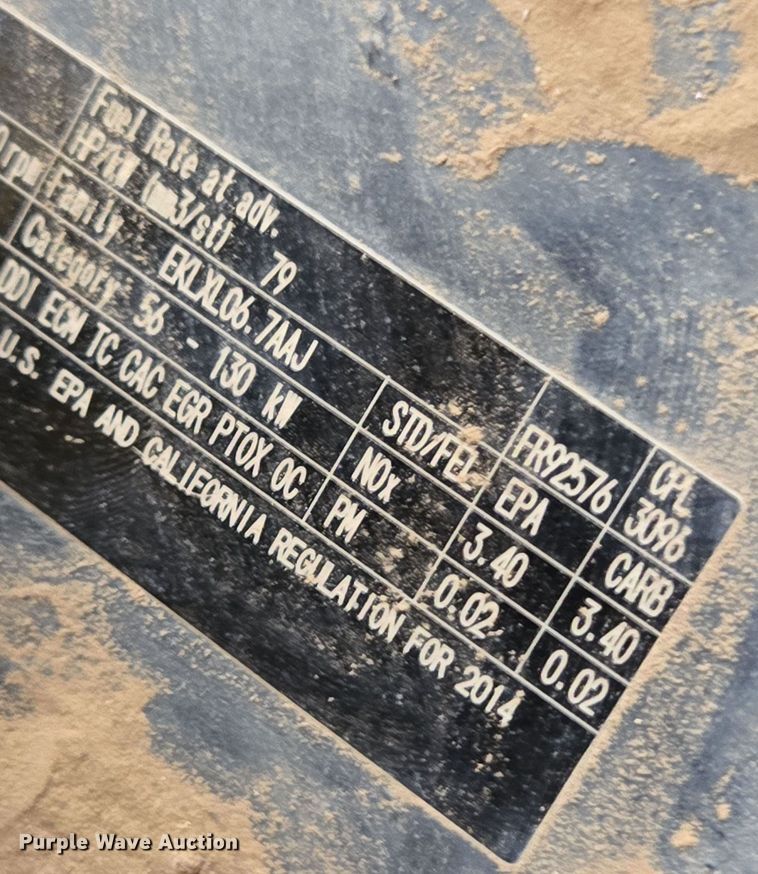 Fuel Rate at adv.
HP/kW (mm3/st) 79 FR92576 CPL
3096
0rpm Family EKLXL06.7AAJ STD/FEL EPA CARB
Category: 56 - 130 kW NOx 3.40 3.40
DDI ECM TC CAC EGR PTOX OC PM 0.02 0.02
U.S. EPA AND CALIFORNIA REGULATION FOR 2014
Purple Wave Auction